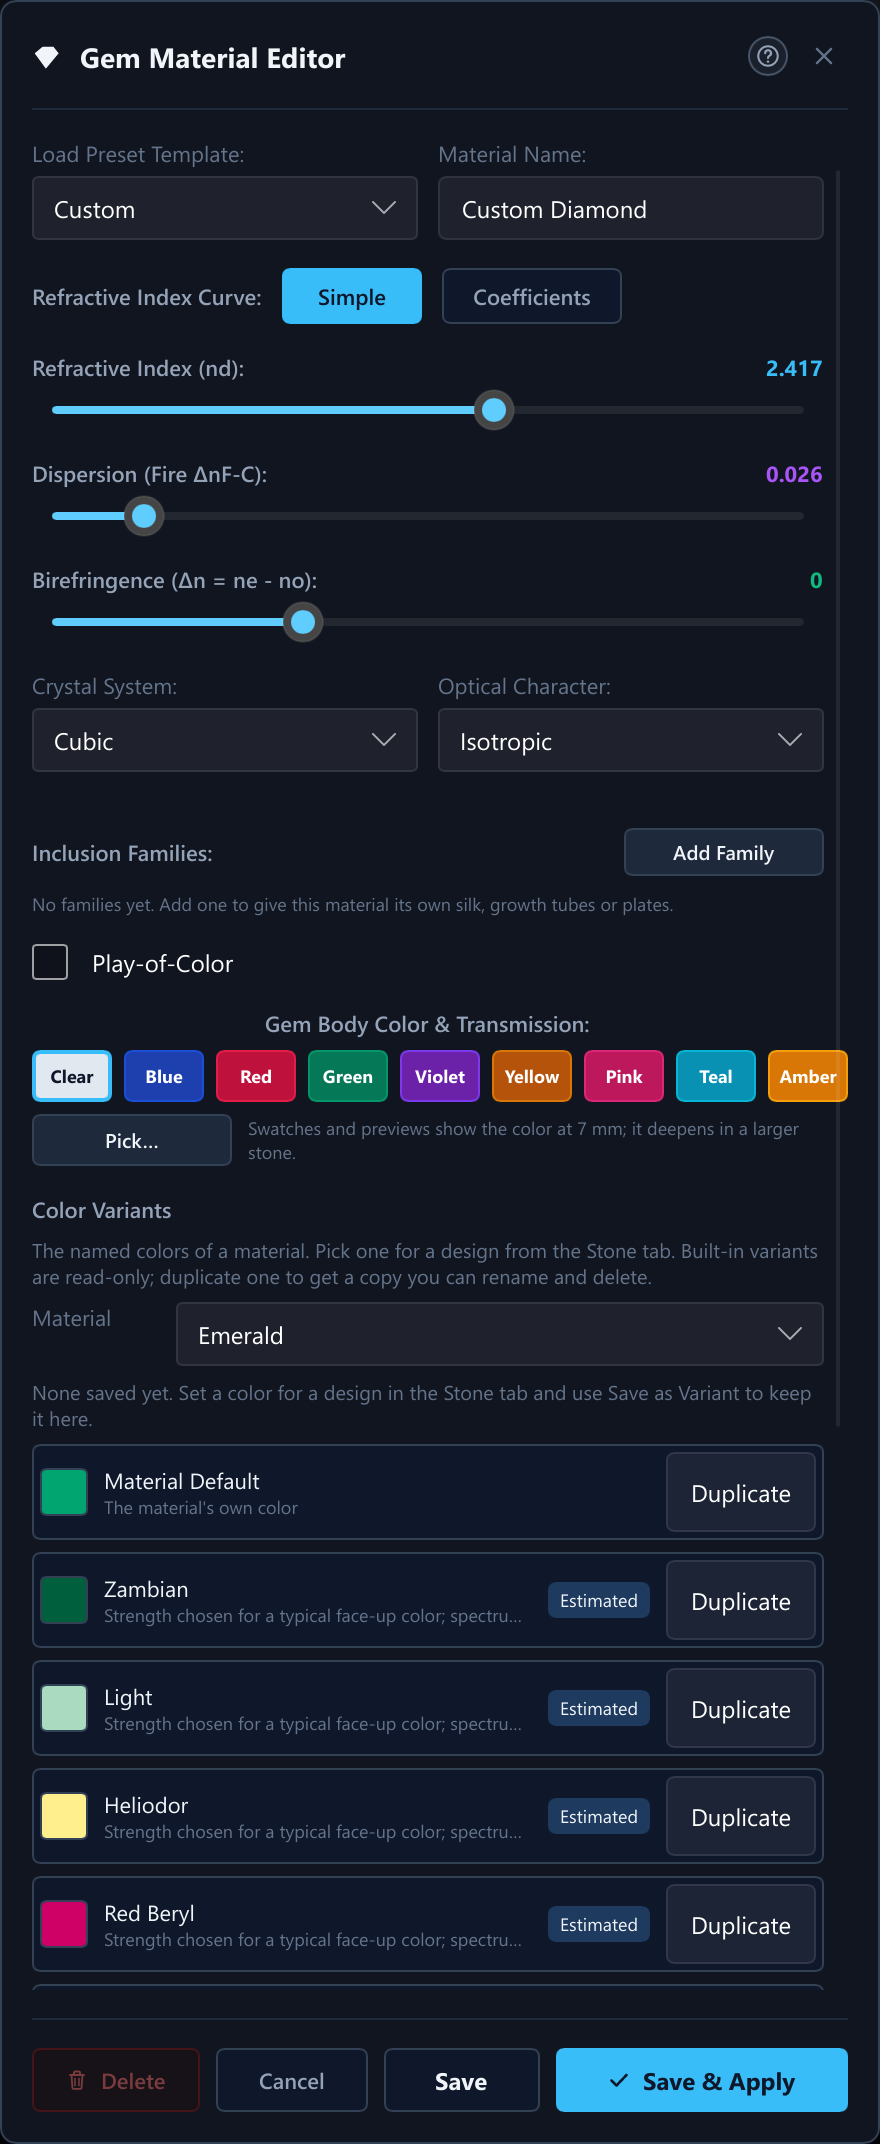 Gem Material Editor
Load Preset Template:
Material Name:
Custom
Custom Diamond
Refractive Index Curve:
Simple
Coefficients
Refractive Index (nd):
2.417
Dispersion (Fire ΔnF-C):
0.026
Birefringence (Δn = ne - no):
0
Crystal System:
Optical Character:
Cubic
Isotropic
Inclusion Families:
Add Family
No families yet. Add one to give this material its own silk, growth tubes or plates.
Play-of-Color
Gem Body Color & Transmission:
Clear
Blue
Red
Green
Violet
Yellow
Pink
Teal
Amber
Pick...
Swatches and previews show the color at 7 mm; it deepens in a larger
stone.
Color Variants
The named colors of a material. Pick one for a design from the Stone tab. Built-in variants
are read-only; duplicate one to get a copy you can rename and delete.
Material
Emerald
None saved yet. Set a color for a design in the Stone tab and use Save as Variant to keep
it here.
Material Default
The material's own color
Duplicate
Zambian
Strength chosen for a typical face-up color; spectru...
Estimated
Duplicate
Light
Strength chosen for a typical face-up color; spectru...
Estimated
Duplicate
Heliodor
Strength chosen for a typical face-up color; spectru...
Estimated
Duplicate
Red Beryl
Strength chosen for a typical face-up color; spectru...
Estimated
Duplicate
Delete
Cancel
Save
Save & Apply